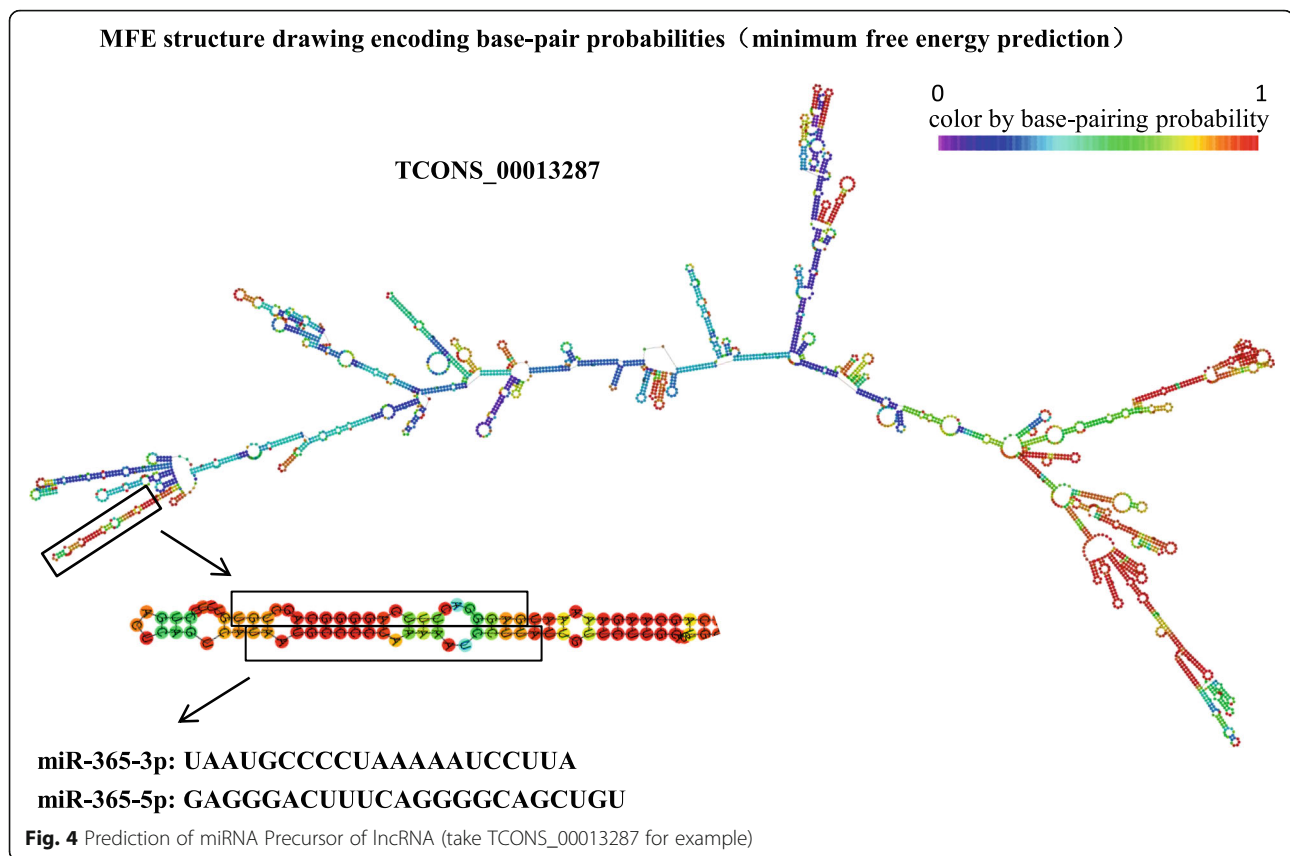 MFE structure drawing encoding base-pair probabilities（minimum free energy prediction）
0 1
color by base-pairing probability
TCONS_00013287
miR-365-3p: UAAUGCCCCUAAAAAUCCUUA
miR-365-5p: GAGGGACUUUCAGGGGCAGCUGU
Fig. 4 Prediction of miRNA Precursor of lncRNA (take TCONS_00013287 for example)